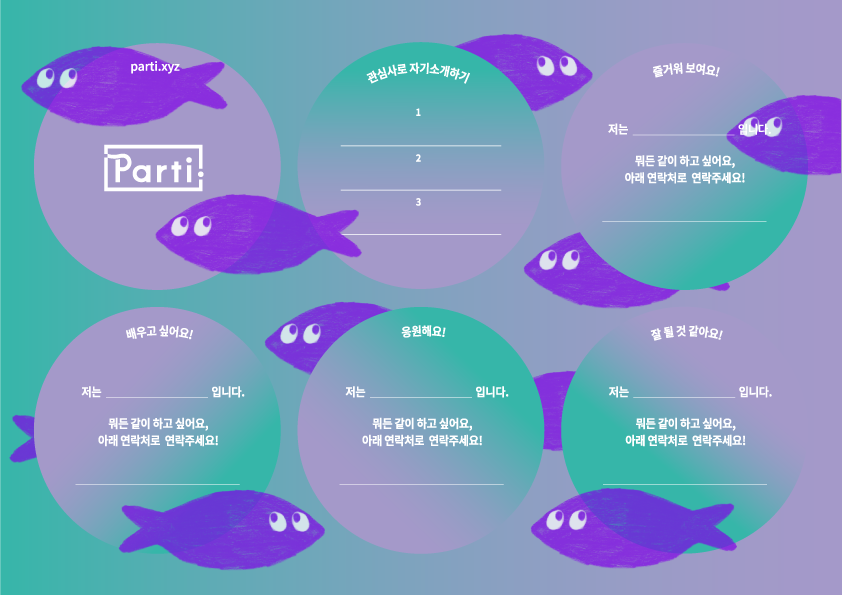 parti.xyz
Parti!
관심사로 자기소개하기
1
2
3
즐거워 보여요!
저는 입니다.
뭐든 같이 하고 싶어요,
아래 연락처로 연락주세요!
배우고 싶어요!
저는 입니다.
뭐든 같이 하고 싶어요,
아래 연락처로 연락주세요!
응원해요!
저는 입니다.
뭐든 같이 하고 싶어요,
아래 연락처로 연락주세요!
잘 될 것 같아요!
저는 입니다.
뭐든 같이 하고 싶어요,
아래 연락처로 연락주세요!